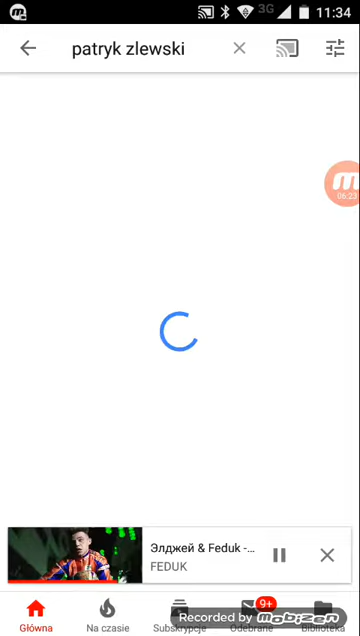 3G 11:34
patryk zlewski
06:23
Элджей & Feduk -...
FEDUK
9+
Główna
Na czasie
Subskrypcje
Odebrane
Biblioteka
Recorded by mobizen